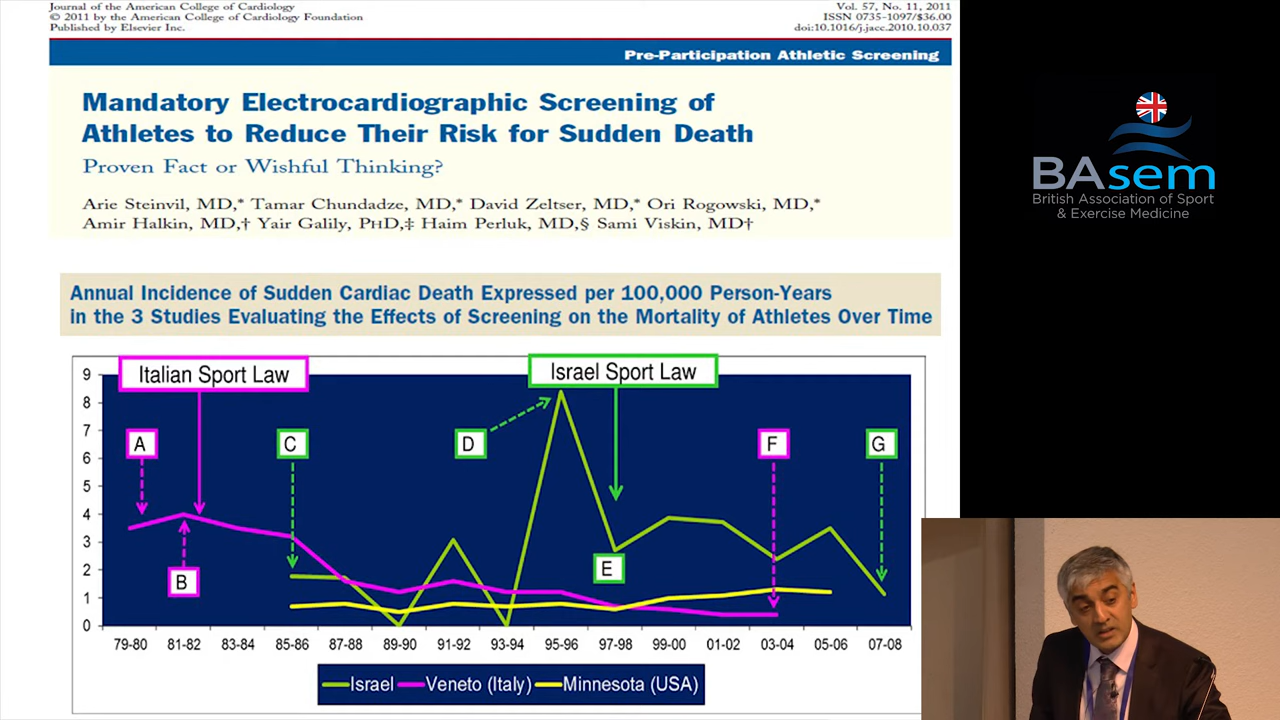 Journal of the American College of Cardiology
© 2011 by the American College of Cardiology Foundation
Published by Elsevier Inc.
Vol. 57, No. 11, 2011
ISSN 0735-1097/$36.00
doi:10.1016/j.jacc.2010.10.037
Pre-Participation Athletic Screening
Mandatory Electrocardiographic Screening of
Athletes to Reduce Their Risk for Sudden Death
Proven Fact or Wishful Thinking?
Arie Steinvil, MD,* Tamar Chundadze, MD,* David Zeltser, MD,* Ori Rogowski, MD,*
Amir Halkin, MD,† Yair Galily, PHD,‡ Haim Perluk, MD,§ Sami Viskin, MD†
Annual Incidence of Sudden Cardiac Death Expressed per 100,000 Person-Years
in the 3 Studies Evaluating the Effects of Screening on the Mortality of Athletes Over Time
Italian Sport Law
Israel Sport Law
A
B
C
D
E
F
G
9
8
7
6
5
4
3
2
1
0
79-80 81-82 83-84 85-86 87-88 89-90 91-92 93-94 95-96 97-98 99-00 01-02 03-04 05-06 07-08
Israel Veneto (Italy) Minnesota (USA)
BAsem
British Association of Sport
& Exercise Medicine